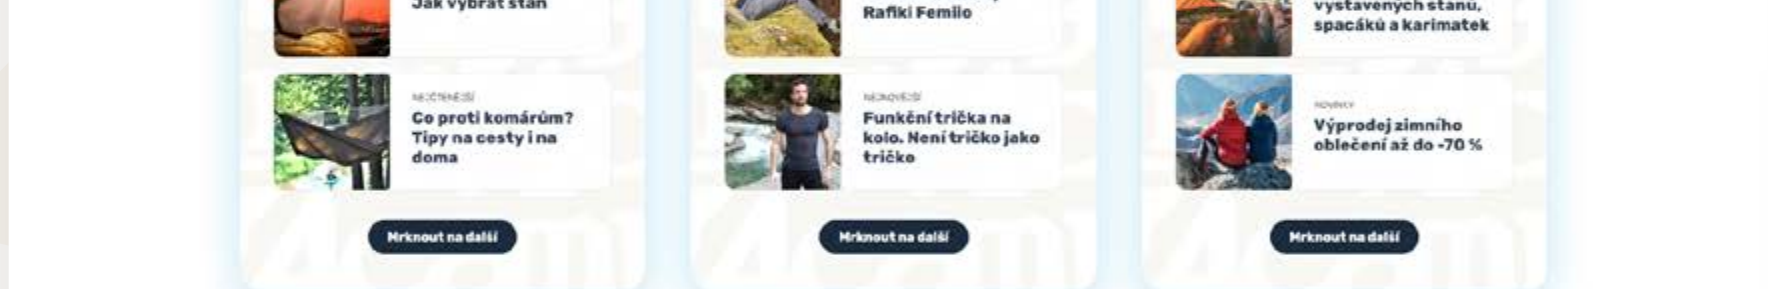 Jak vybrat stan
NEJČTENĚJŠÍ
Co proti komárům?
Tipy na cesty i na
doma
Mrknout na další
Rafiki Femio
NEJNOVĚJŠÍ
Funkční trička na
kolo. Není tričko jako
tričko
Mrknout na další
vystavených stanů,
spacáků a karimatek
NOVINKY
Výprodej zimního
oblečení až do -70 %
Mrknout na další